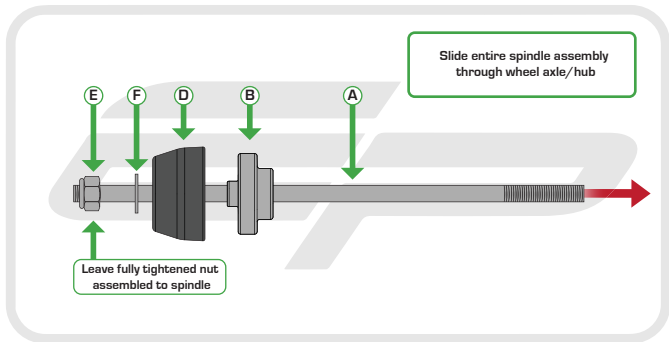 Slide entire spindle assembly
through wheel axle/hub
E F D B A
Leave fully tightened nut
assembled to spindle